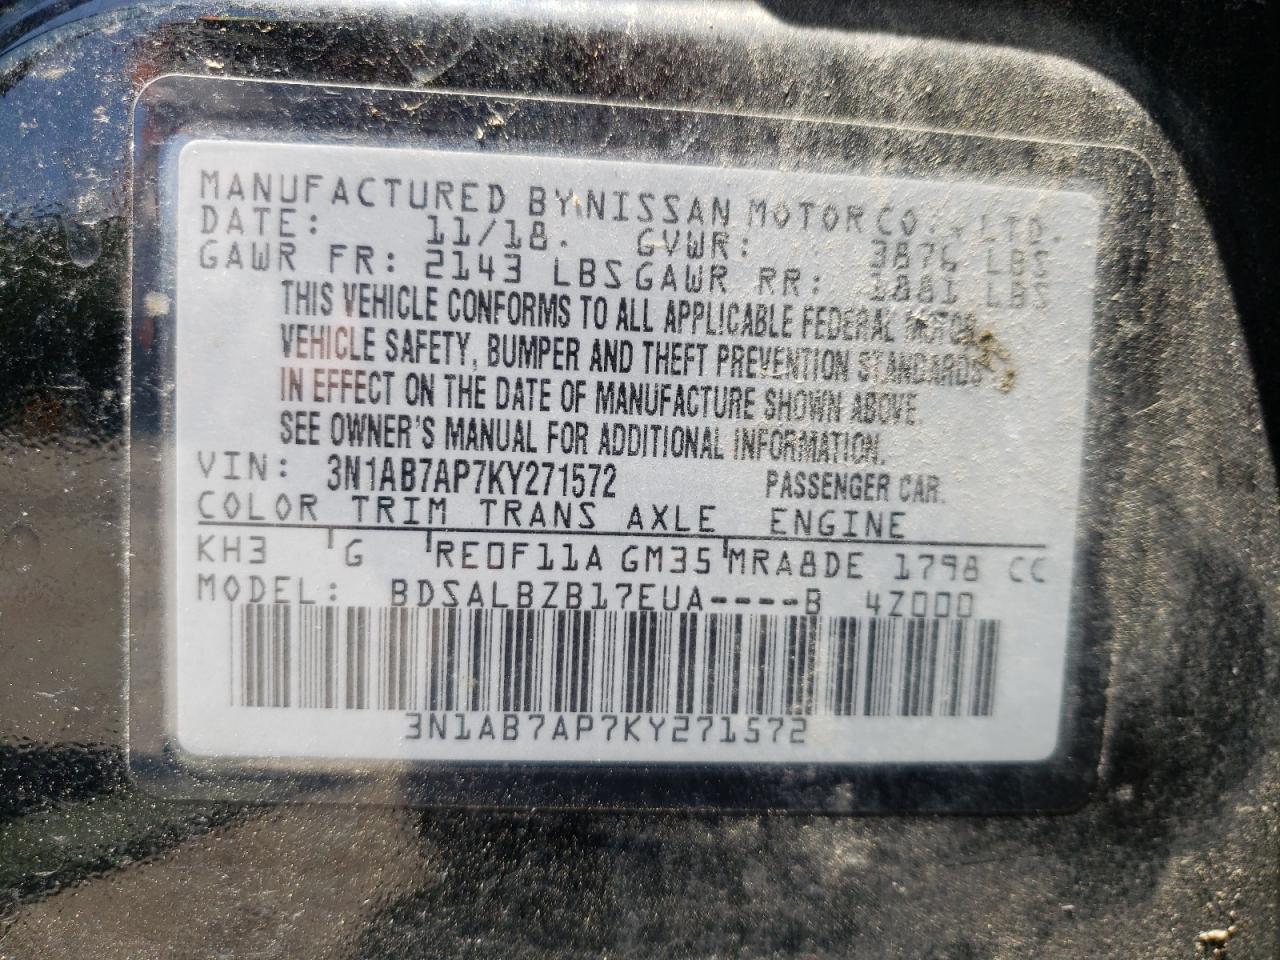 MANUFACTURED BY NISSAN MOTOR CO., LTD.
DATE: 11/18. GVWR: 3876 LBS
GAWR FR: 2143 LBS GAWR RR: 1881 LBS
THIS VEHICLE CONFORMS TO ALL APPLICABLE FEDERAL MOTOR
VEHICLE SAFETY, BUMPER AND THEFT PREVENTION STANDARDS
IN EFFECT ON THE DATE OF MANUFACTURE SHOWN ABOVE
SEE OWNER'S MANUAL FOR ADDITIONAL INFORMATION.
VIN: 3N1AB7AP7KY271572 PASSENGER CAR.
COLOR TRIM TRANS AXLE ENGINE
KH3 G RE0F11A GM35 MRA8DE 1798 CC
MODEL: BDSALBZB17EUA----B 4Z000
3N1AB7AP7KY271572